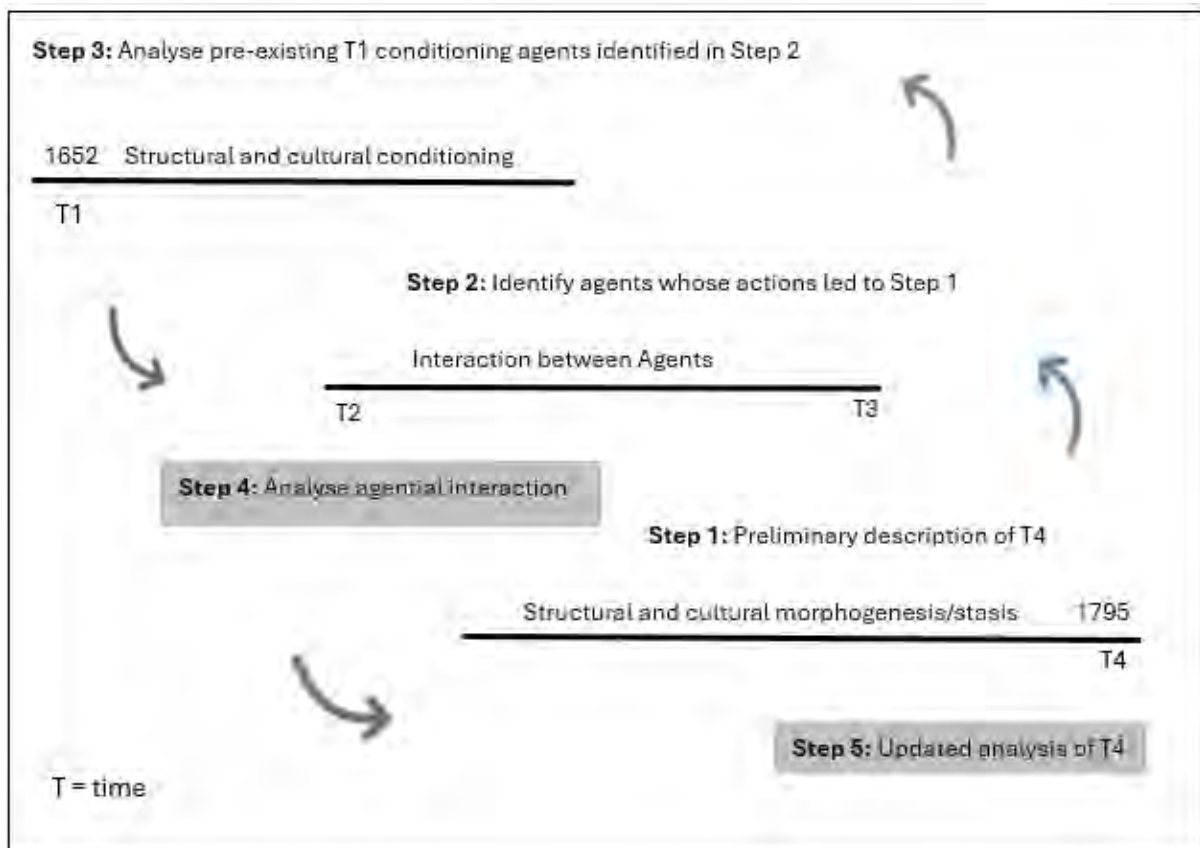 Step 3: Analyse pre-existing T1 conditioning agents identified in Step 2
1652 Structural and cultural conditioning
T1
Step 2: Identify agents whose actions led to Step 1
Interaction between Agents
T2 T3
Step 4: Analyse agential interaction
Step 1: Preliminary description of T4
Structural and cultural morphogenesis/stasis 1795
T4
Step 5: Updated analysis of T4
T = time